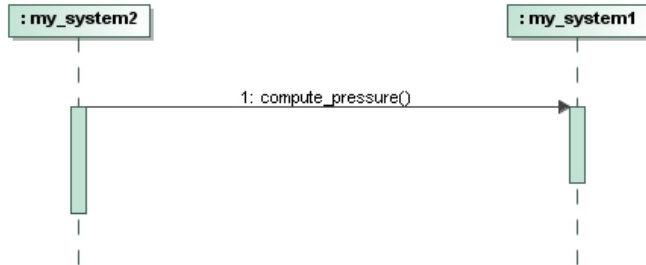 : my_system2
: my_system1
1: compute_pressure()